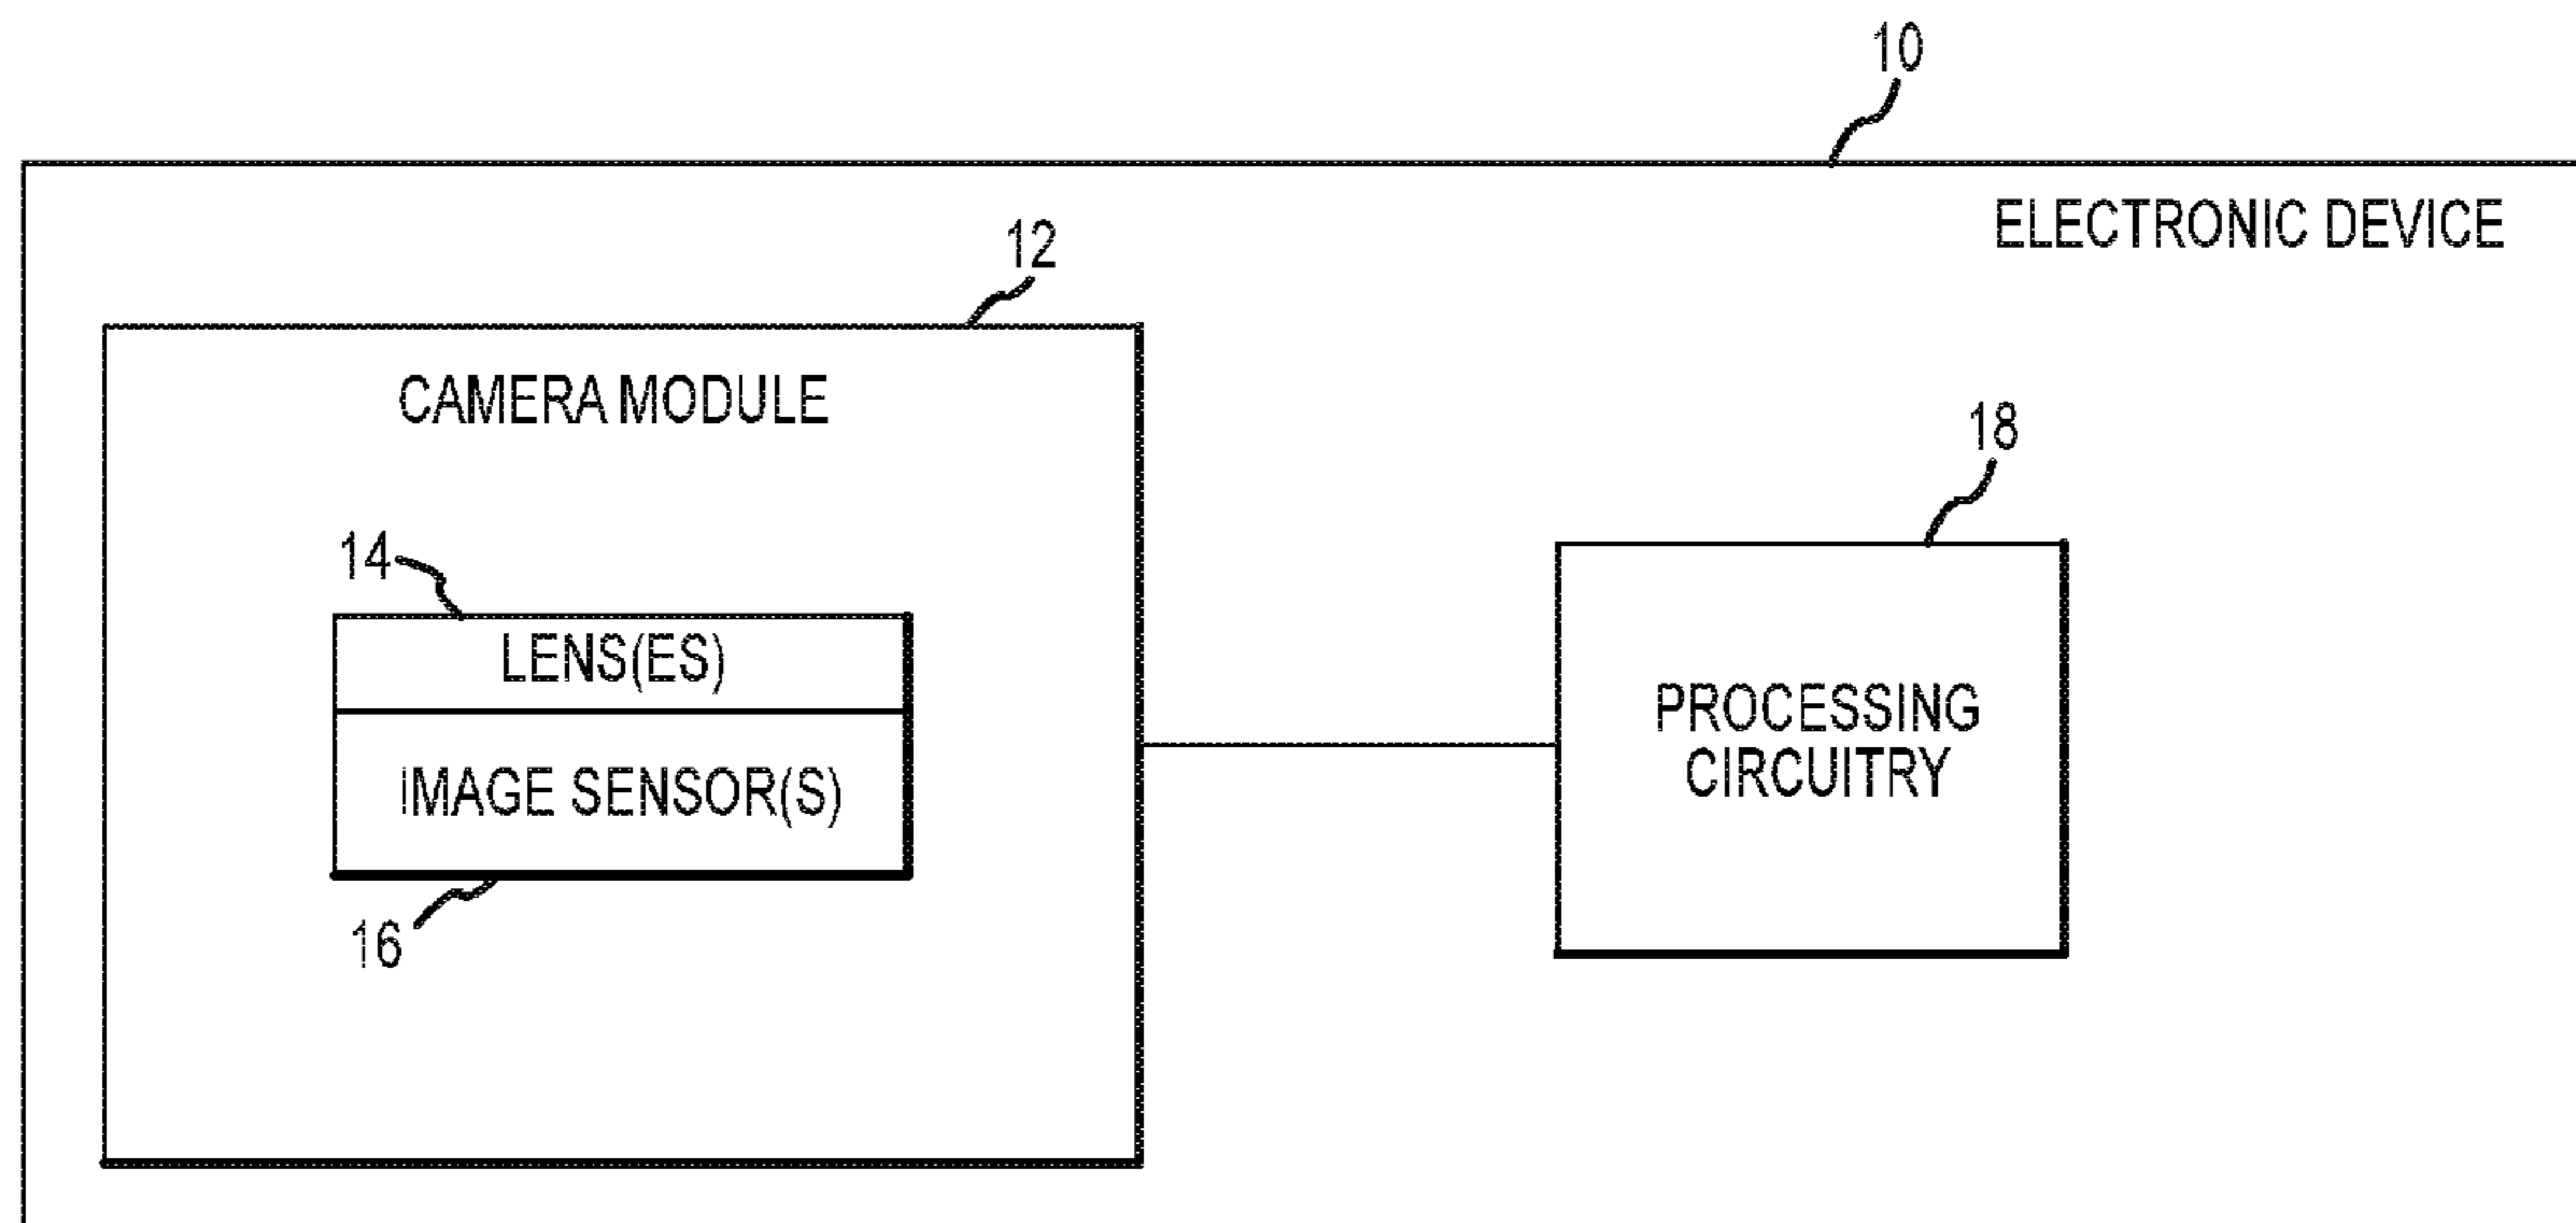 10
ELECTRONIC DEVICE
12
CAMERA MODULE
18
14
LENS(ES)
PROCESSING
CIRCUITRY
IMAGE SENSOR(S)
16